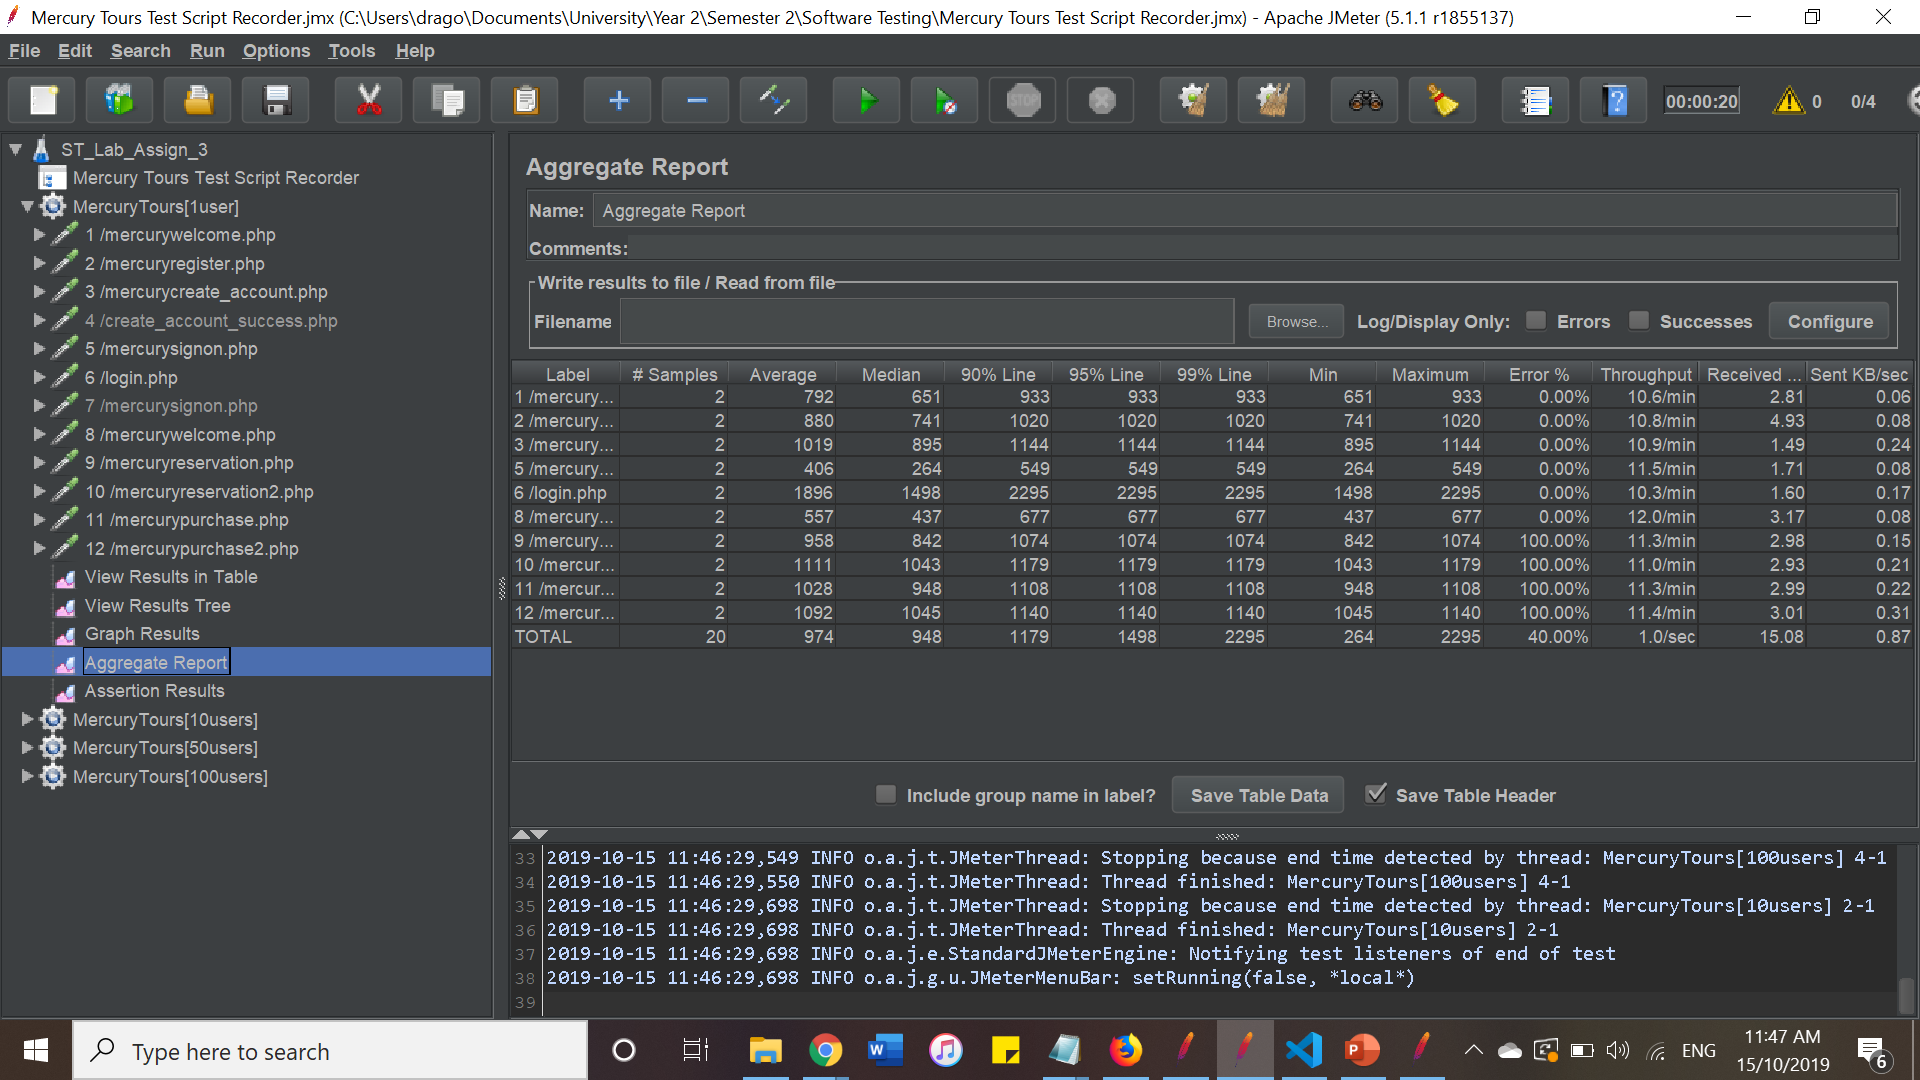 Mercury Tours Test Script Recorder.jmx (C:\Users\drago\Documents\University\Year 2\Semester 2\Software Testing\Mercury Tours Test Script Recorder.jmx) - Apache JMeter (5.1.1 r1855137)
File Edit Search Run Options Tools Help
STOP 00:00:20 0 0/4
ST_Lab_Assign_3
Mercury Tours Test Script Recorder
MercuryTours[1user]
1 /mercurywelcome.php
2 /mercuryregister.php
3 /mercurycreate_account.php
4 /create_account_success.php
5 /mercurysignon.php
6 /login.php
7 /mercurysignon.php
8 /mercurywelcome.php
9 /mercuryreservation.php
10 /mercuryreservation2.php
11 /mercurypurchase.php
12 /mercurypurchase2.php
View Results in Table
View Results Tree
Graph Results
Aggregate Report
Assertion Results
MercuryTours[10users]
MercuryTours[50users]
MercuryTours[100users]
Aggregate Report
Name: Aggregate Report
Comments:
Write results to file / Read from file
Filename Browse... Log/Display Only: Errors Successes Configure
Label # Samples Average Median 90% Line 95% Line 99% Line Min Maximum Error % Throughput Received ... Sent KB/sec
1 /mercury... 2 792 651 933 933 933 651 933 0.00% 10.6/min 2.81 0.06
2 /mercury... 2 880 741 1020 1020 1020 741 1020 0.00% 10.8/min 4.93 0.08
3 /mercury... 2 1019 895 1144 1144 1144 895 1144 0.00% 10.9/min 1.49 0.24
5 /mercury... 2 406 264 549 549 549 264 549 0.00% 11.5/min 1.71 0.08
6 /login.php 2 1896 1498 2295 2295 2295 1498 2295 0.00% 10.3/min 1.60 0.17
8 /mercury... 2 557 437 677 677 677 437 677 0.00% 12.0/min 3.17 0.08
9 /mercury... 2 958 842 1074 1074 1074 842 1074 100.00% 11.3/min 2.98 0.15
10 /mercur... 2 1111 1043 1179 1179 1179 1043 1179 100.00% 11.0/min 2.93 0.21
11 /mercur... 2 1028 948 1108 1108 1108 948 1108 100.00% 11.3/min 2.99 0.22
12 /mercur... 2 1092 1045 1140 1140 1140 1045 1140 100.00% 11.4/min 3.01 0.31
TOTAL 20 974 948 1179 1498 2295 264 2295 40.00% 1.0/sec 15.08 0.87
Include group name in label? Save Table Data Save Table Header
33 2019-10-15 11:46:29,549 INFO o.a.j.t.JMeterThread: Stopping because end time detected by thread: MercuryTours[100users] 4-1
34 2019-10-15 11:46:29,550 INFO o.a.j.t.JMeterThread: Thread finished: MercuryTours[100users] 4-1
35 2019-10-15 11:46:29,698 INFO o.a.j.t.JMeterThread: Stopping because end time detected by thread: MercuryTours[10users] 2-1
36 2019-10-15 11:46:29,698 INFO o.a.j.t.JMeterThread: Thread finished: MercuryTours[10users] 2-1
37 2019-10-15 11:46:29,698 INFO o.a.j.e.StandardJMeterEngine: Notifying test listeners of end of test
38 2019-10-15 11:46:29,698 INFO o.a.j.g.u.JMeterMenuBar: setRunning(false, *local*)
39
Type here to search
ENG
11:47 AM
15/10/2019
6